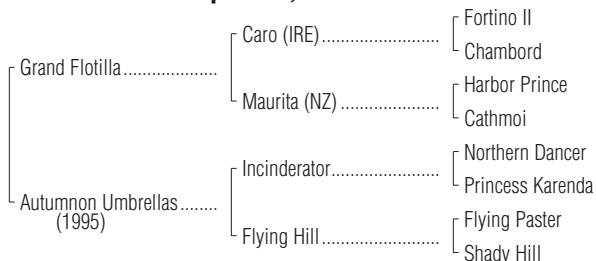 Fortino II
Caro (IRE)
Chambord
Grand Flotilla
Harbor Prince
Maurita (NZ)
Cathmoi
Northern Dancer
Incinderator
Princess Karenda
Autumnon Umbrellas
(1995)
Flying Paster
Flying Hill
Shady Hill